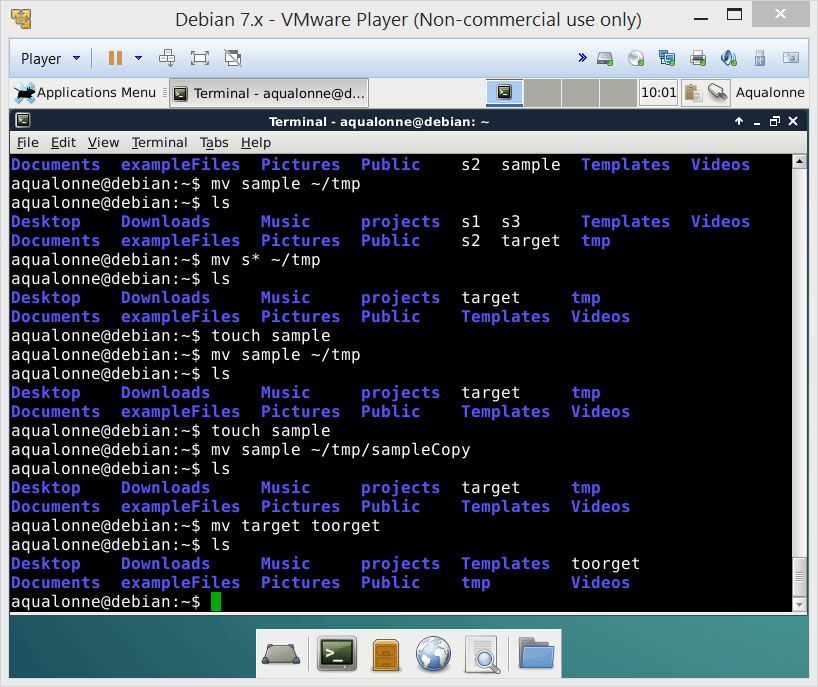 Debian 7.x - VMware Player (Non-commercial use only)
Player
Applications Menu Terminal - aqualonne@d... 10:01 Aqualonne
Terminal - aqualonne@debian: ~
File Edit View Terminal Tabs Help
Documents exampleFiles Pictures Public s2 sample Templates Videos
aqualonne@debian:~$ mv sample ~/tmp
aqualonne@debian:~$ ls
Desktop Downloads Music projects s1 s3 Templates Videos
Documents exampleFiles Pictures Public s2 target tmp
aqualonne@debian:~$ mv s* ~/tmp
aqualonne@debian:~$ ls
Desktop Downloads Music projects target tmp
Documents exampleFiles Pictures Public Templates Videos
aqualonne@debian:~$ touch sample
aqualonne@debian:~$ mv sample ~/tmp
aqualonne@debian:~$ ls
Desktop Downloads Music projects target tmp
Documents exampleFiles Pictures Public Templates Videos
aqualonne@debian:~$ touch sample
aqualonne@debian:~$ mv sample ~/tmp/sampleCopy
aqualonne@debian:~$ ls
Desktop Downloads Music projects target tmp
Documents exampleFiles Pictures Public Templates Videos
aqualonne@debian:~$ mv target toorget
aqualonne@debian:~$ ls
Desktop Downloads Music projects Templates toorget
Documents exampleFiles Pictures Public tmp Videos
aqualonne@debian:~$